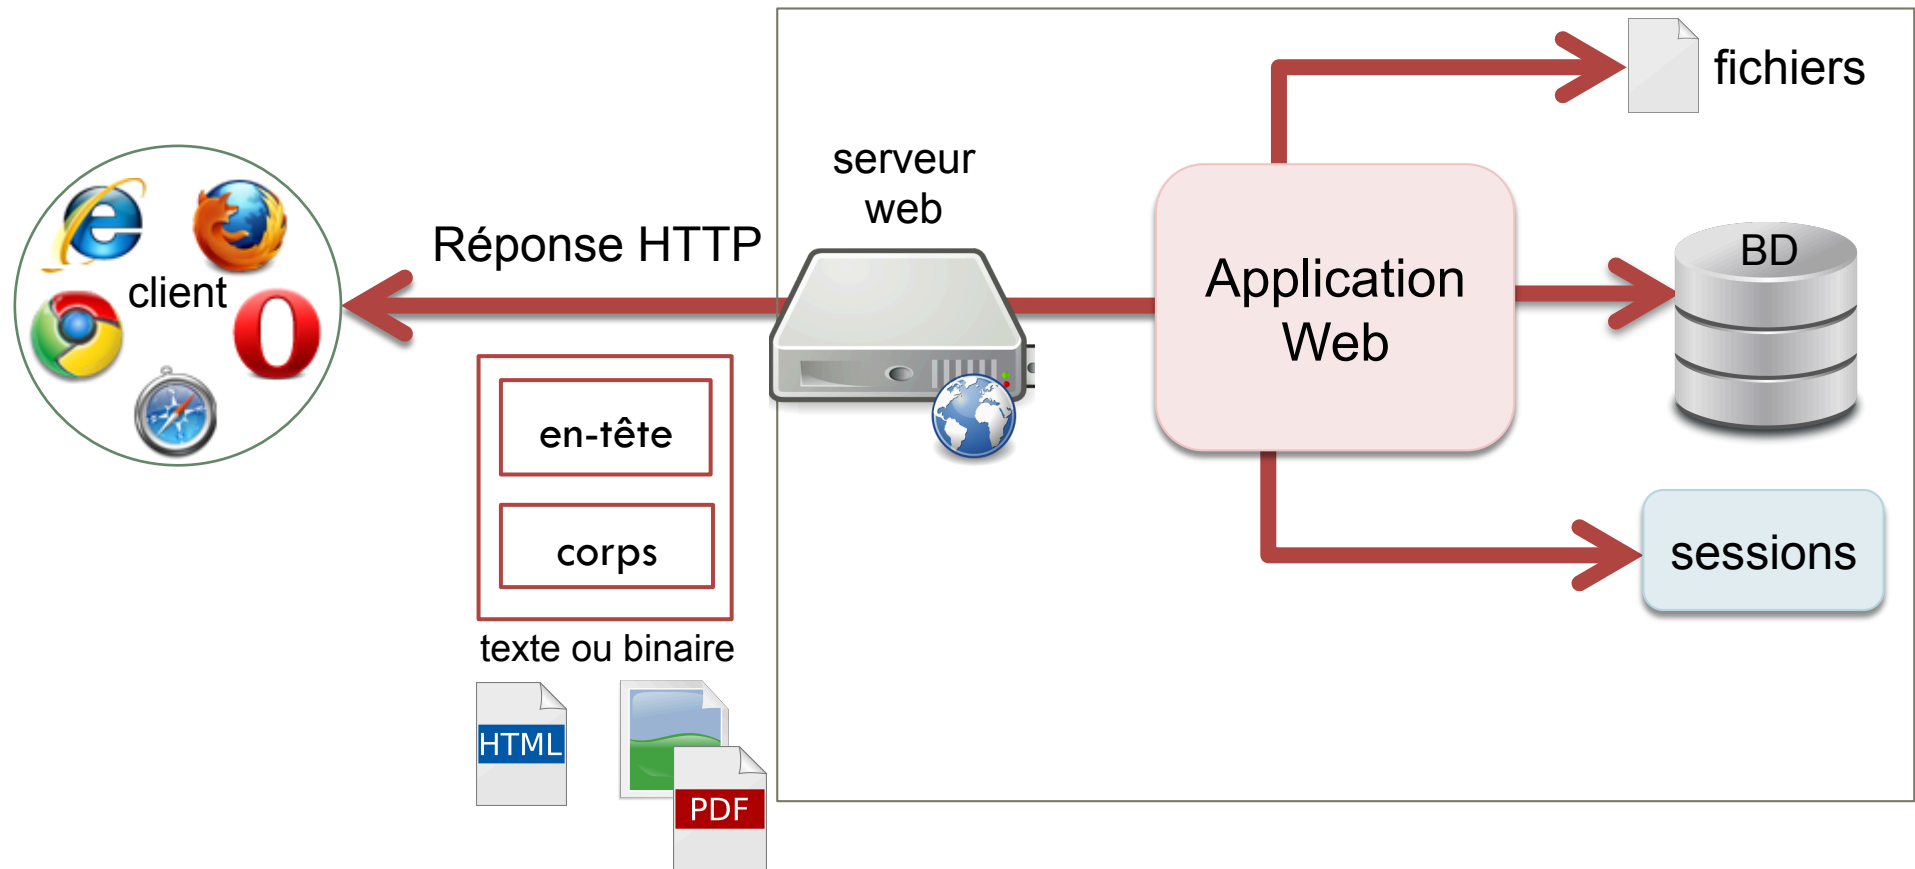 fichiers
serveur
web
Réponse HTTP
client
Application
Web
BD
en-tête
corps
sessions
texte ou binaire
HTML
PDF